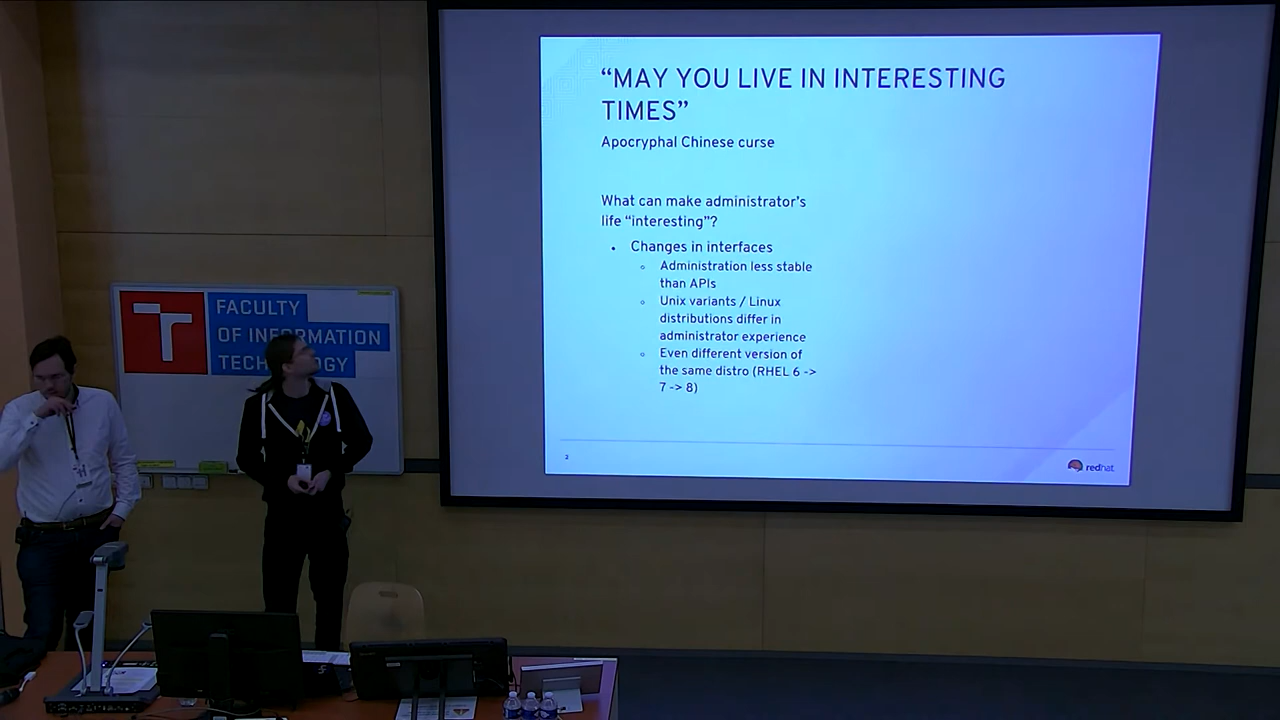 “MAY YOU LIVE IN INTERESTING
TIMES”
Apocryphal Chinese curse
What can make administrator’s
life “interesting”?
Changes in interfaces
Administration less stable
than APIs
Unix variants / Linux
distributions differ in
administrator experience
Even different version of
the same distro (RHEL 6 ->
7 -> 8)
2
redhat
FACULTY
OF INFORMATION
TECHNOLOGY